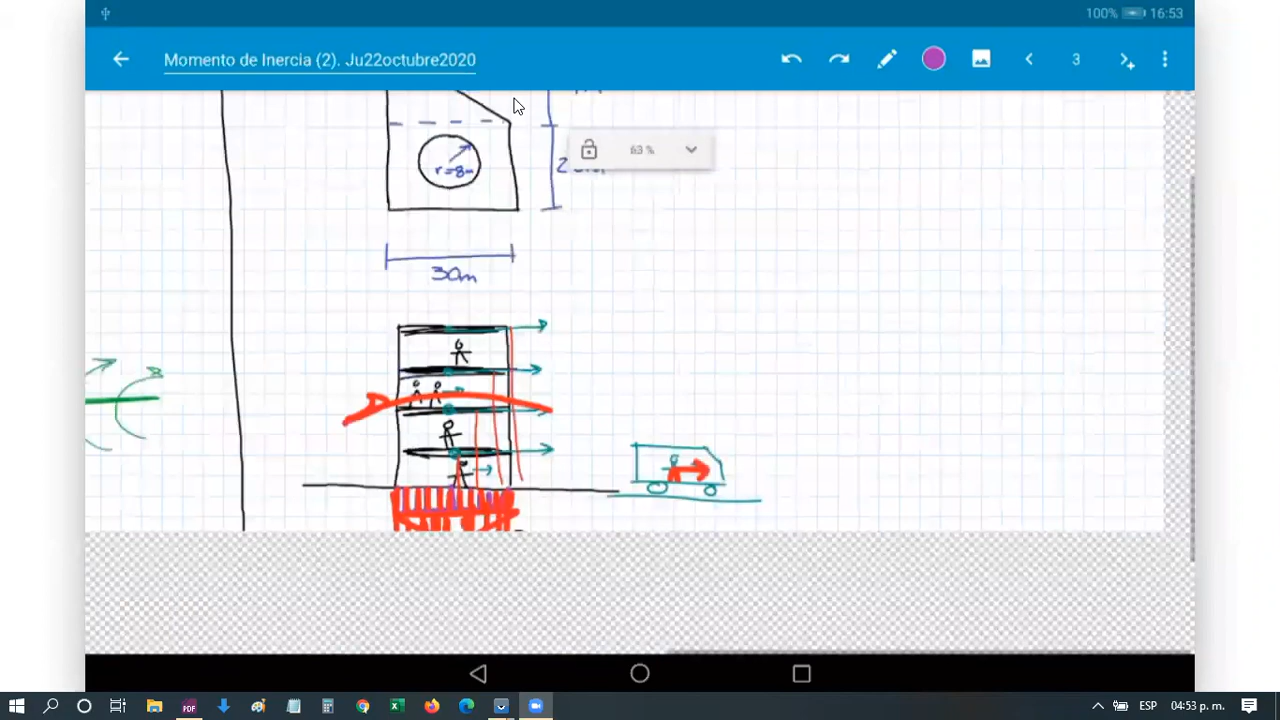 100% 16:53
Momento de Inercia (2). Ju22octubre2020
3
63 %
r=8m
30m
ESP 04:53 p. m.